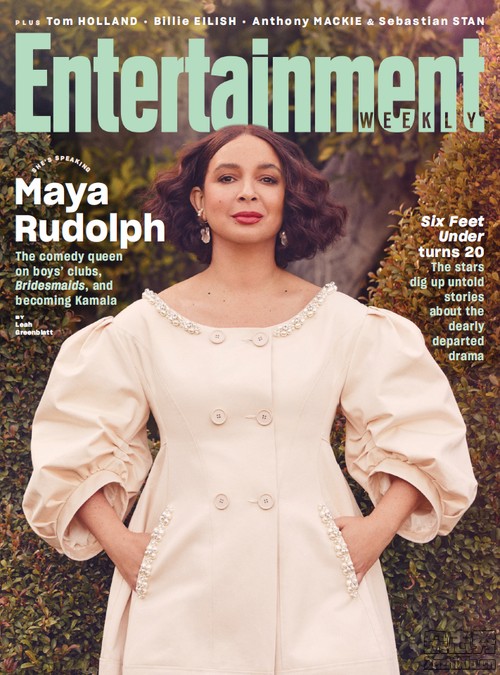 PLUS Tom HOLLAND • Billie EILISH • Anthony MACKIE & Sebastian STAN
Entertainment
WEEKLY
SHE'S SPEAKING
Maya
Rudolph
The comedy queen
on boys' clubs,
Bridesmaids, and
becoming Kamala
BY
Leah
Greenblatt
Six Feet
Under
turns 20
The stars
dig up untold
stories
about the
dearly
departed
drama